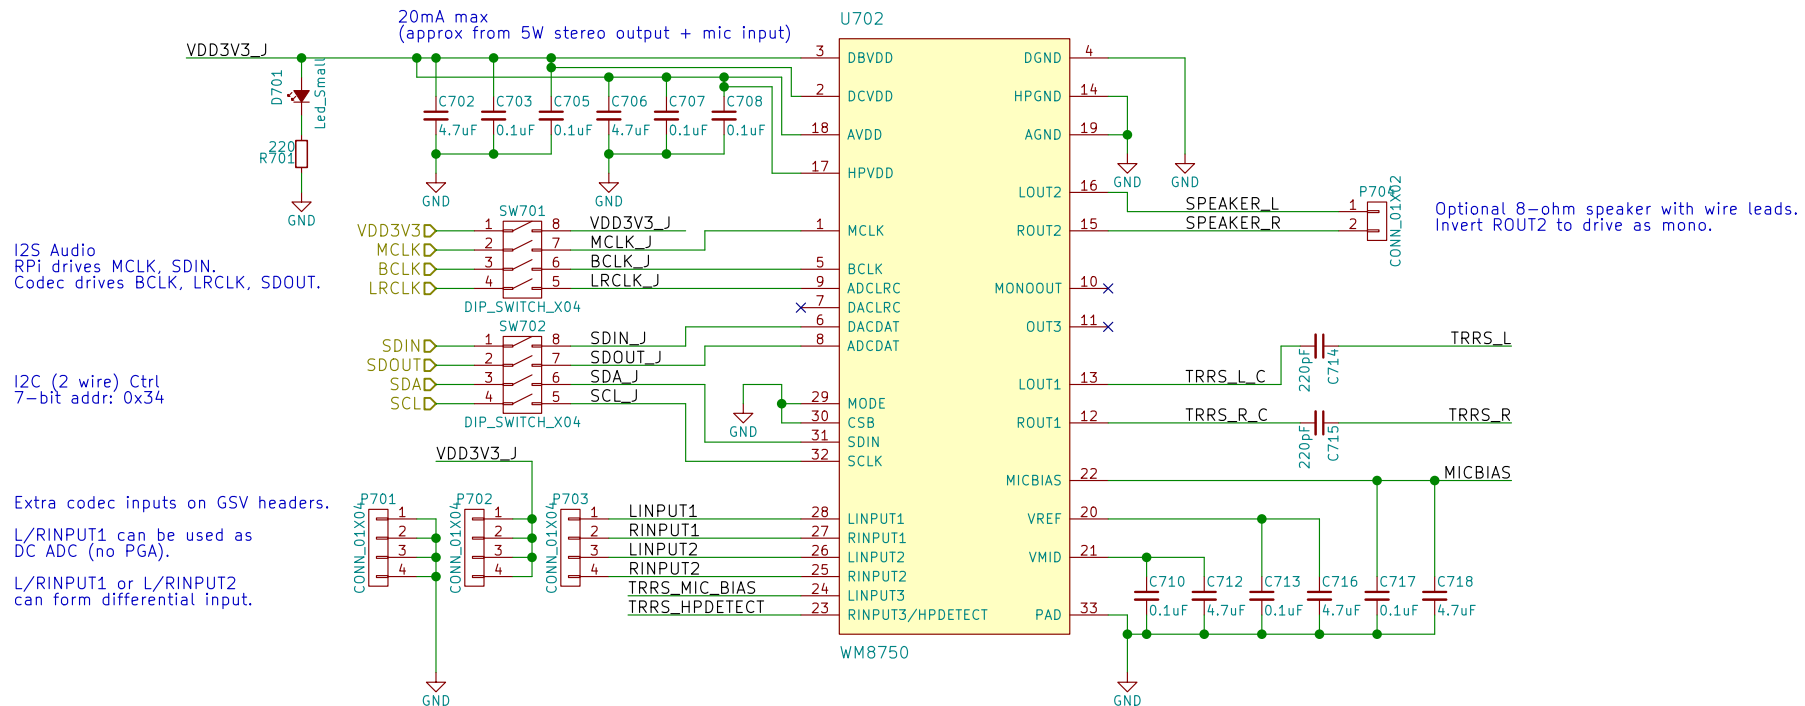 20mA max
(approx from 5W stereo output + mic input)
U702
VDD3V3_J
D701
Led_Small
220
R701
GND
C702
4.7uF
C703
0.1uF
C705
0.1uF
C706
4.7uF
C707
0.1uF
C708
0.1uF
GND
GND
3 DBVDD
2 DCVDD
18 AVDD
17 HPVDD
1 MCLK
5 BCLK
9 ADCLRC
7 DACLRC
6 DACDAT
8 ADCDAT
29 MODE
30 CSB
31 SDIN
32 SCLK
28 LINPUT1
27 RINPUT1
26 LINPUT2
25 RINPUT2
24 LINPUT3
23 RINPUT3/HPDETECT
DGND 4
HPGND 14
AGND 19
LOUT2 16
ROUT2 15
MONOOUT 10
OUT3 11
LOUT1 13
ROUT1 12
MICBIAS 22
VREF 20
VMID 21
PAD 33
WM8750
I2S Audio
RPi drives MCLK, SDIN.
Codec drives BCLK, LRCLK, SDOUT.
SW701
VDD3V3 1 8 VDD3V3_J
MCLK 2 7 MCLK_J
BCLK 3 6 BCLK_J
LRCLK 4 5 LRCLK_J
DIP_SWITCH_X04
SW702
SDIN 1 8 SDIN_J
SDOUT 2 7 SDOUT_J
SDA 3 6 SDA_J
SCL 4 5 SCL_J
DIP_SWITCH_X04
GND
I2C (2 wire) Ctrl
7-bit addr: 0x34
VDD3V3_J
Extra codec inputs on GSV headers.
L/RINPUT1 can be used as
DC ADC (no PGA).
L/RINPUT1 or L/RINPUT2
can form differential input.
P701
CONN_01X04
1
2
3
4
P702
CONN_01X04
1
2
3
4
P703
CONN_01X04
1
2
3
4
LINPUT1
RINPUT1
LINPUT2
RINPUT2
TRRS_MIC_BIAS
TRRS_HPDETECT
GND
GND
GND
SPEAKER_L
SPEAKER_R
P704
1
2
CONN_01X02
Optional 8-ohm speaker with wire leads.
Invert ROUT2 to drive as mono.
TRRS_L_C
220pF
C714
TRRS_L
TRRS_R_C
220pF
C715
TRRS_R
MICBIAS
C710
0.1uF
C712
4.7uF
C713
0.1uF
C716
4.7uF
C717
0.1uF
C718
4.7uF
GND